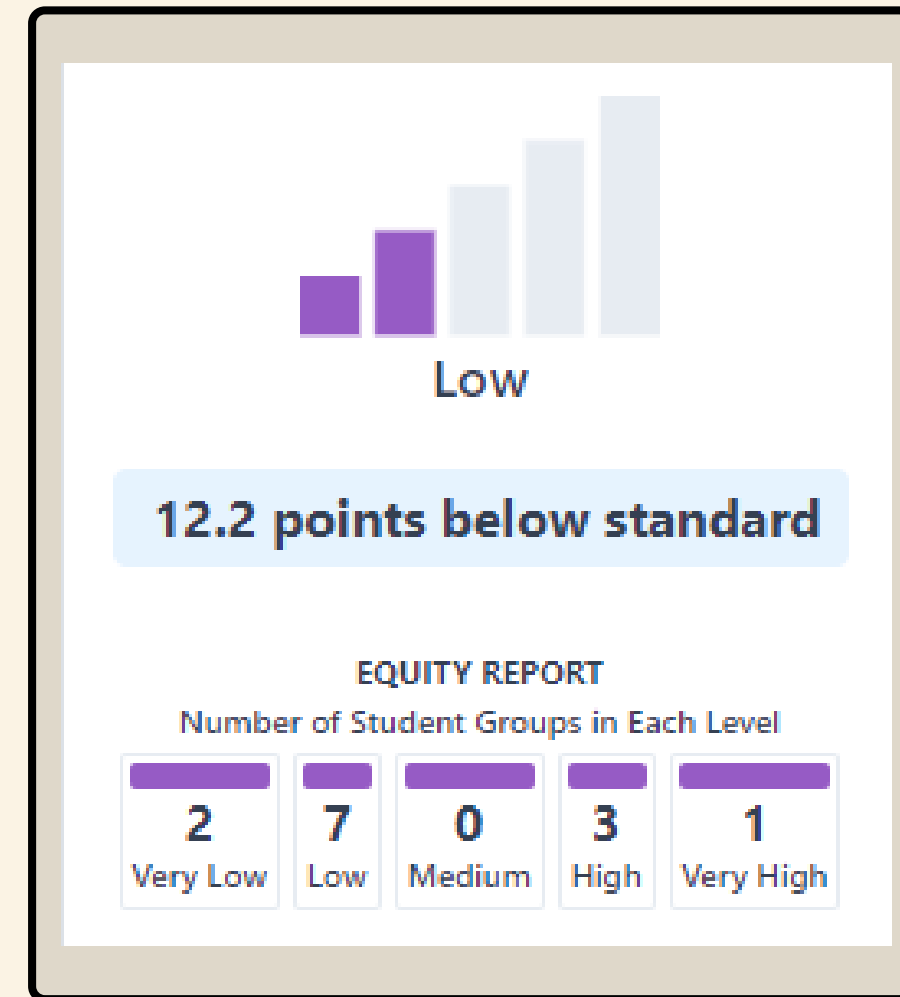 Low
12.2 points below standard
EQUITY REPORT
Number of Student Groups in Each Level
2 7 0 3 1
Very Low Low Medium High Very High